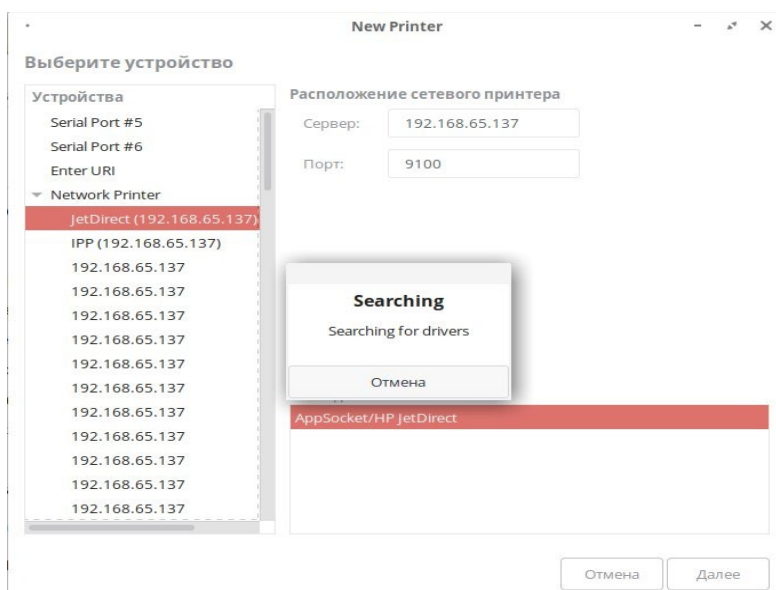 New Printer
Выберите устройство
Устройства
Serial Port #5
Serial Port #6
Enter URI
Network Printer
JetDirect (192.168.65.137)
IPP (192.168.65.137)
192.168.65.137
192.168.65.137
192.168.65.137
192.168.65.137
192.168.65.137
192.168.65.137
192.168.65.137
192.168.65.137
192.168.65.137
192.168.65.137
192.168.65.137
Расположение сетевого принтера
Сервер: 192.168.65.137
Порт: 9100
Searching
Searching for drivers
Отмена
AppSocket/HP JetDirect
Отмена Далее